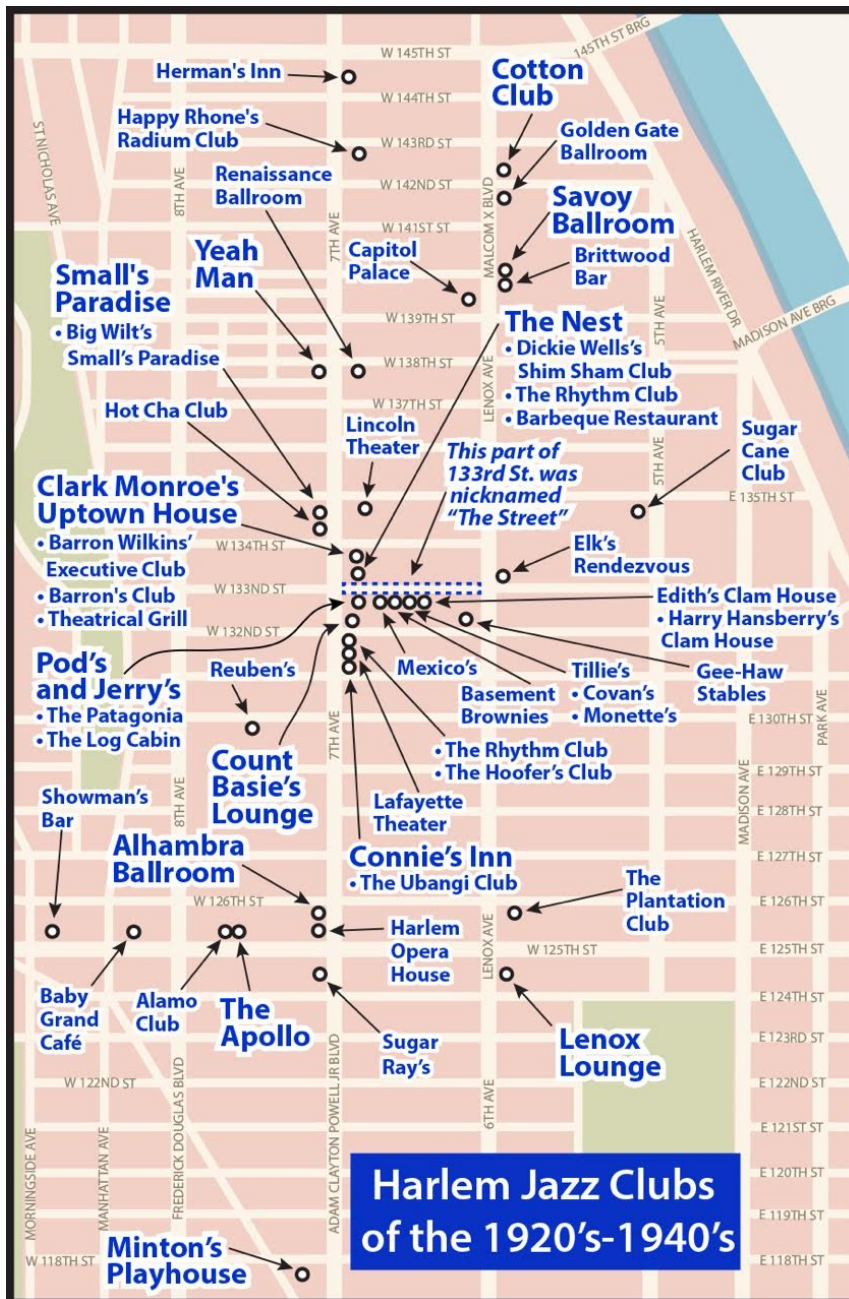 W 145TH ST
145TH ST BRG
Herman's Inn
Cotton
Club
W 144TH ST
Happy Rhone's
Radium Club
Golden Gate
Ballroom
ST NICHOLAS AVE
8TH AVE
W 143RD ST
Renaissance
Ballroom
W 142ND ST
MALCOM X BLVD
Savoy
Ballroom
7TH AVE
W 141ST ST
HARLEM RIVER DR
Yeah
Man
Capitol
Palace
Brittwood
Bar
Small's
Paradise
• Big Wilt's
Small's Paradise
W 139TH ST
5TH AVE
MADISON AVE BRG
The Nest
• Dickie Wells's
Shim Sham Club
• The Rhythm Club
• Barbeque Restaurant
W 138TH ST
LENOX AVE
W 137TH ST
Hot Cha Club
Lincoln
Theater
This part of
133rd St. was
nicknamed
"The Street"
Sugar
Cane
Club
5TH AVE
E 135TH ST
Clark Monroe's
Uptown House
• Barron Wilkins'
Executive Club
• Barron's Club
• Theatrical Grill
W 134TH ST
Elk's
Rendezvous
W 133ND ST
Edith's Clam House
• Harry Hansberry's
Clam House
W 132ND ST
Pod's
and Jerry's
• The Patagonia
• The Log Cabin
Reuben's
Mexico's
Basement
Brownies
Tillie's
• Covan's
• Monette's
Gee-Haw
Stables
E 130TH ST
PARK AVE
7TH AVE
• The Rhythm Club
• The Hoofer's Club
Count
Basie's
Lounge
E 129TH ST
MADISON AVE
Showman's
Bar
8TH AVE
Lafayette
Theater
E 128TH ST
Alhambra
Ballroom
Connie's Inn
• The Ubangi Club
E 127TH ST
The
Plantation
Club
W 126TH ST
E 126TH ST
Harlem
Opera
House
LENOX AVE
W 125TH ST
E 125TH ST
Baby
Grand
Café
Alamo
Club
The
Apollo
E 124TH ST
Sugar
Ray's
Lenox
Lounge
E 123RD ST
W 122ND ST
E 122ND ST
MORNINGSIDE AVE
MANHATTAN AVE
FREDERICK DOUGLAS BLVD
ADAM CLAYTON POWELL JR BLVD
6TH AVE
E 121ST ST
E 120TH ST
Harlem Jazz Clubs
of the 1920's-1940's
E 119TH ST
W 118TH ST
Minton's
Playhouse
E 118TH ST